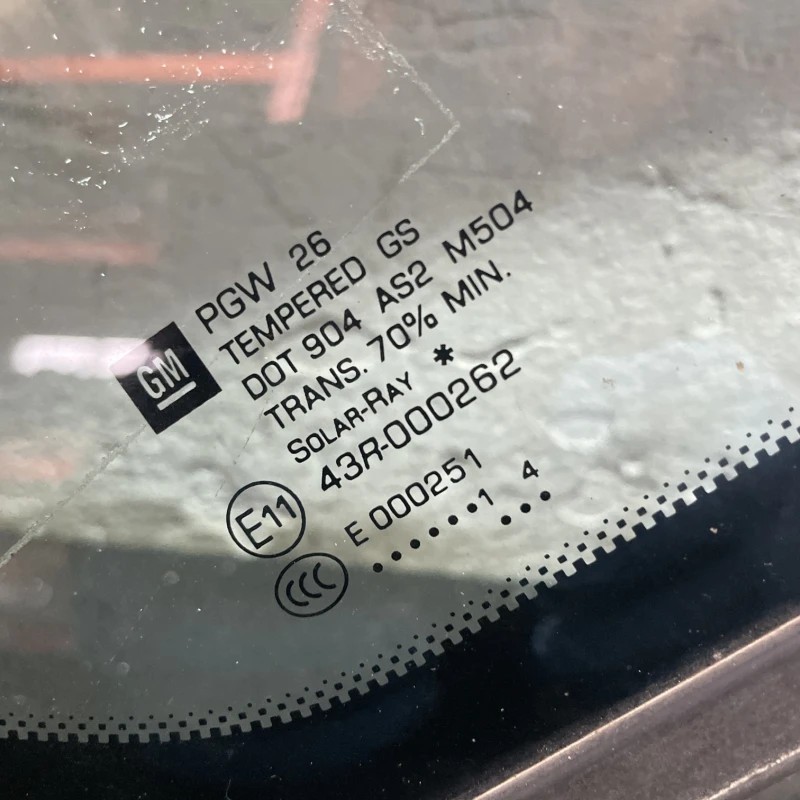 GM
PGW 26
TEMPERED GS
DOT 904 AS2 M504
TRANS. 70% MIN.
SOLAR-RAY *
43R-000262
E11
E 000251
CCC
••••••1 4•••